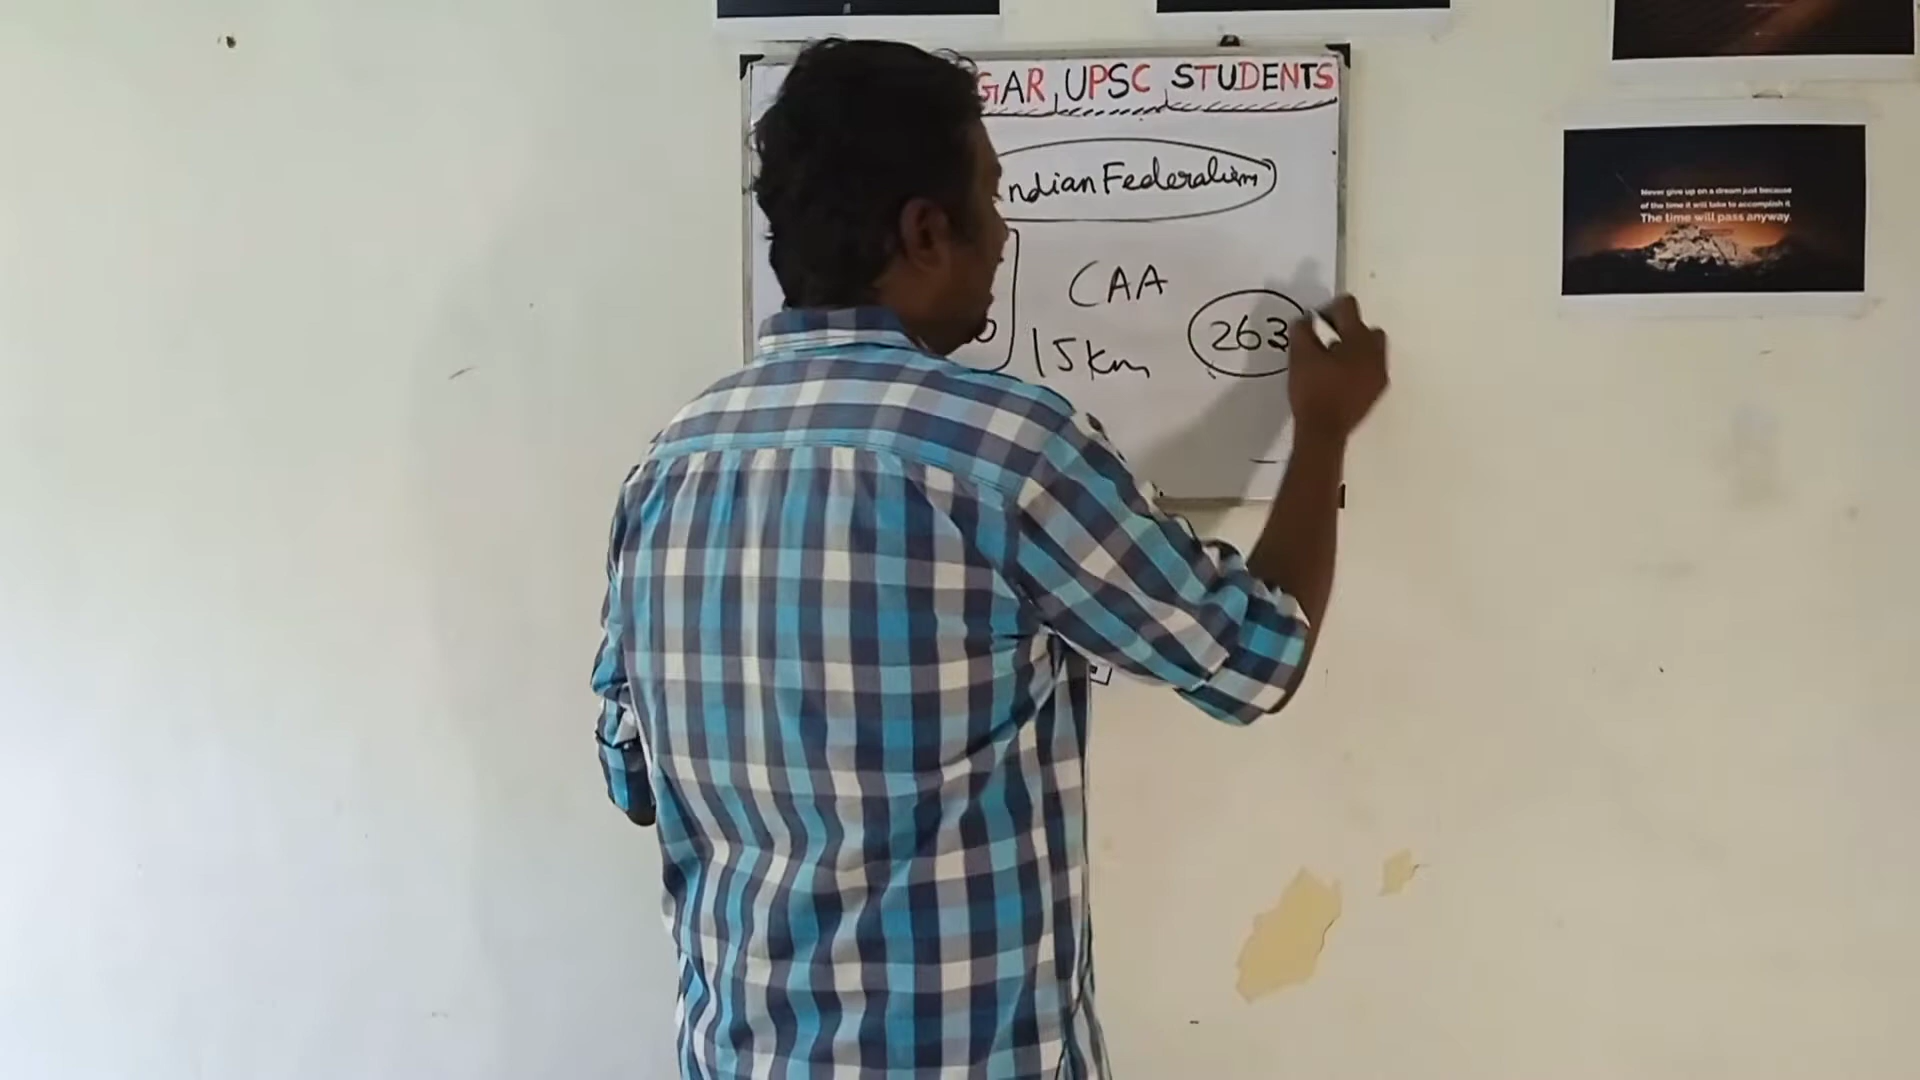 GAR UPSC STUDENTS
ndian Federalism
CAA
263
15km
Never give up on a dream just because
of the time it will take to accomplish it
The time will pass anyway.